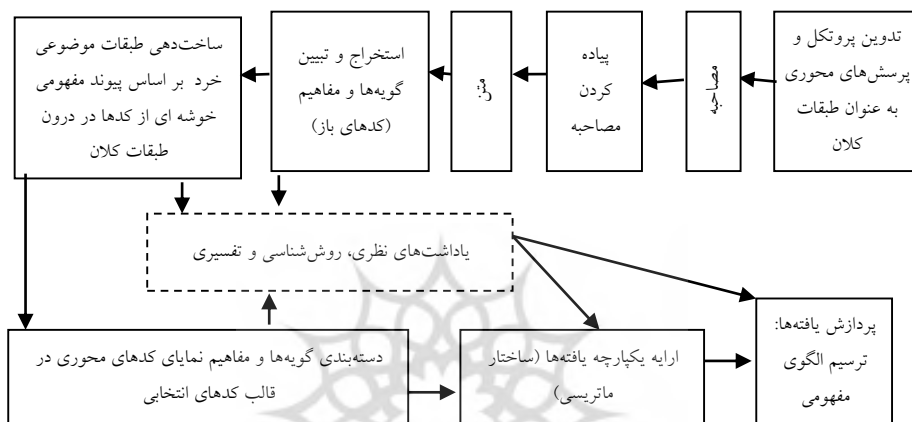 تدوین پروتکل و
پرسش‌های محوری
به عنوان طبقات
کلان
مصاحبه
پیاده
کردن
مصاحبه
متن
استخراج و تبیین
گویه‌ها و مفاهیم
(کدهای باز)
ساخت‌دهی طبقات موضوعی
خرد بر اساس پیوند مفهومی
خوشه ای از کدها در درون
طبقات کلان
یاداشت‌های نظری، روش‌شناسی و تفسیری
دسته‌بندی گویه‌ها و مفاهیم نمایای کدهای محوری در
قالب کدهای انتخابی
ارایه یکپارچه یافته‌ها (ساختار
ماتریسی)
پردازش یافته‌ها:
ترسیم الگوی
مفهومی